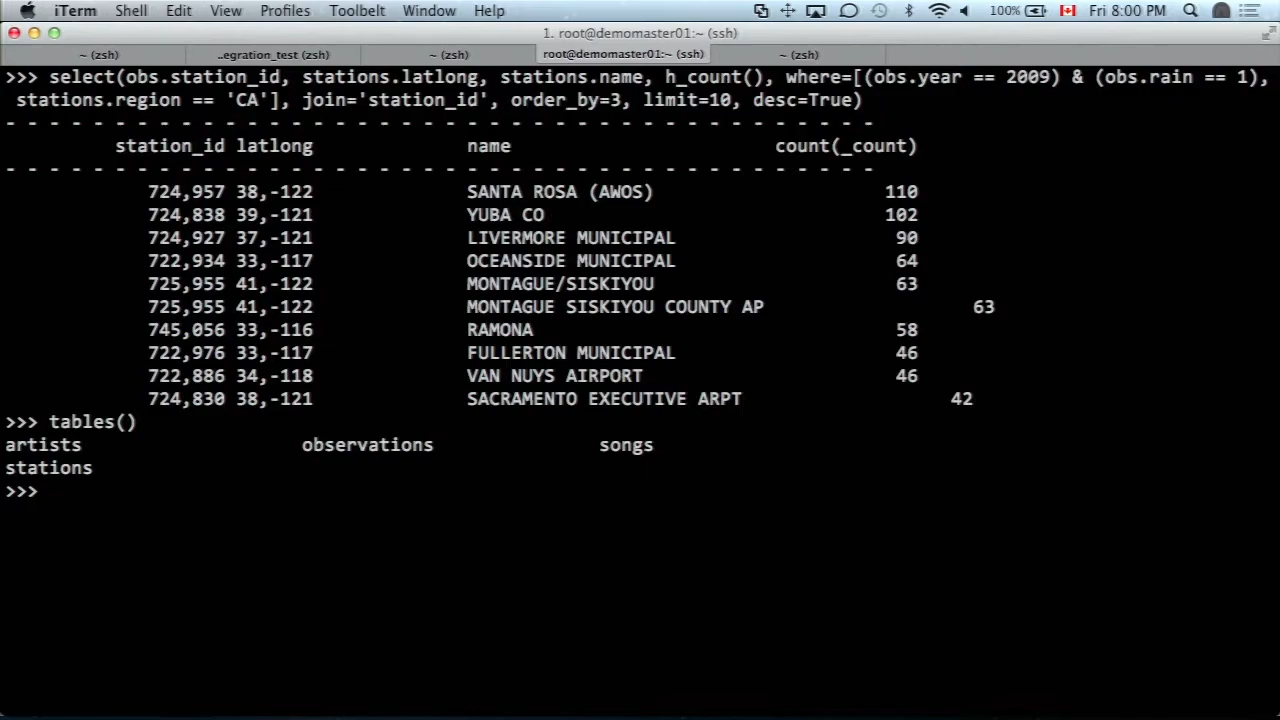 iTerm Shell Edit View Profiles Toolbelt Window Help 100% Fri 8:00 PM
1. root@demomaster01:~ (ssh)
~ (zsh) ..egration_test (zsh) ~ (zsh) root@demomaster01:~ (ssh) ~ (zsh)
>>> select(obs.station_id, stations.latlong, stations.name, h_count(), where=[(obs.year == 2009) & (obs.rain == 1),
stations.region == 'CA'], join='station_id', order_by=3, limit=10, desc=True)
- - - - - - - - - - - - - - - - - - - - - - - - - - - - - - - - - - - - - - - -
station_id latlong name count(_count)
- - - - - - - - - - - - - - - - - - - - - - - - - - - - - - - - - - - - - - - -
724,957 38,-122 SANTA ROSA (AWOS) 110
724,838 39,-121 YUBA CO 102
724,927 37,-121 LIVERMORE MUNICIPAL 90
722,934 33,-117 OCEANSIDE MUNICIPAL 64
725,955 41,-122 MONTAGUE/SISKIYOU 63
725,955 41,-122 MONTAGUE SISKIYOU COUNTY AP 63
745,056 33,-116 RAMONA 58
722,976 33,-117 FULLERTON MUNICIPAL 46
722,886 34,-118 VAN NUYS AIRPORT 46
724,830 38,-121 SACRAMENTO EXECUTIVE ARPT 42
>>> tables()
artists observations songs
stations
>>>